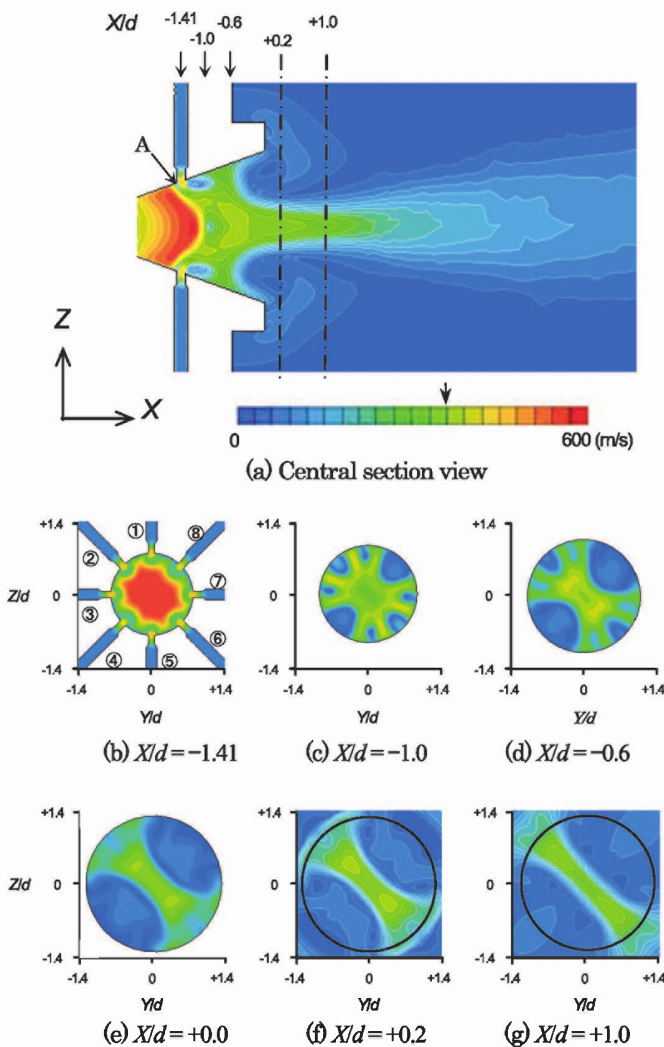 X/d
-1.41
-1.0
-0.6
+0.2
+1.0
A
Z
X
0
600 (m/s)
(a) Central section view
+1.4
Z/d
0
-1.4
① ⑧
② ⑦
③ ⑥
④ ⑤
-1.4 0 +1.4
Y/d
(b) X/d = −1.41
+1.4
0
-1.4
-1.4 0 +1.4
Y/d
(c) X/d = −1.0
+1.4
0
-1.4
-1.4 0 +1.4
Y/d
(d) X/d = −0.6
+1.4
Z/d
0
-1.4
-1.4 0 +1.4
Y/d
(e) X/d = +0.0
+1.4
0
-1.4
-1.4 0 +1.4
Y/d
(f) X/d = +0.2
+1.4
0
-1.4
-1.4 0 +1.4
Y/d
(g) X/d = +1.0